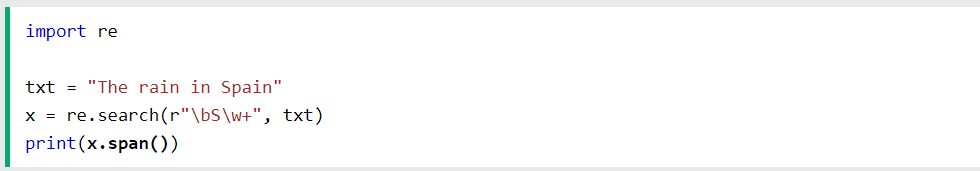 import re
txt = "The rain in Spain"
x = re.search(r"\bS\w+", txt)
print(x.span())